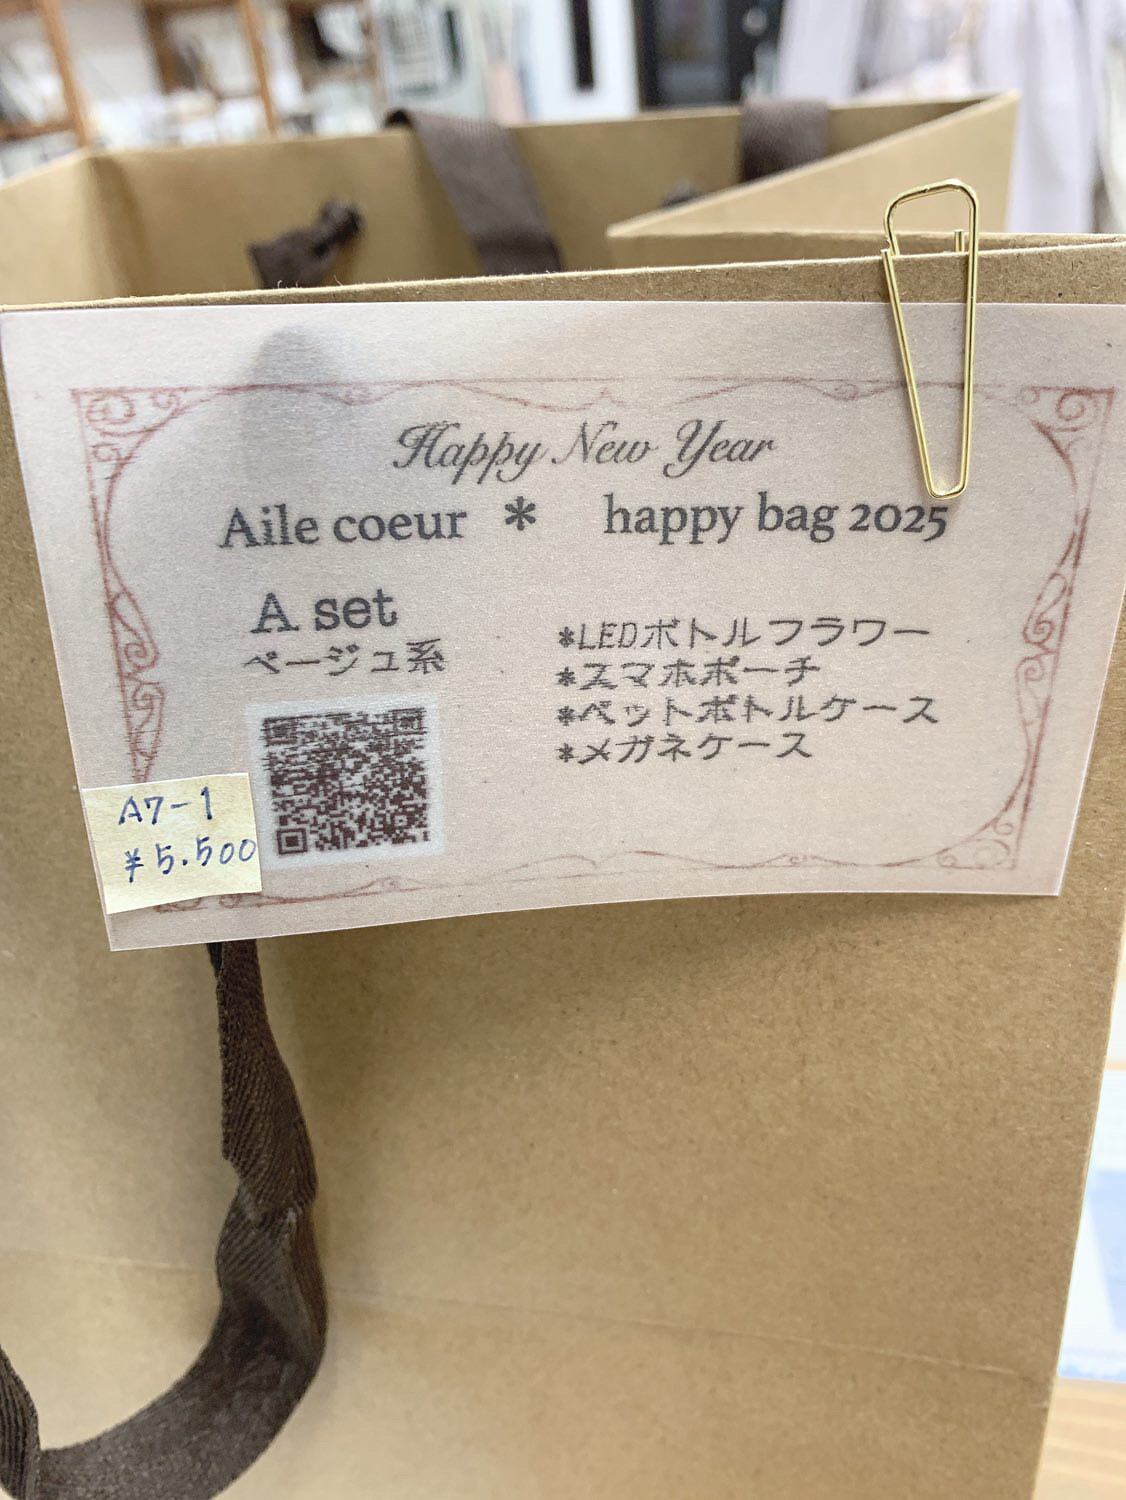 Happy New Year
Aile coeur * happy bag 2025
A set
ベージュ系
*LEDボトルフラワー
*スマホポーチ
*ペットボトルケース
*メガネケース
A7-1
¥5.500